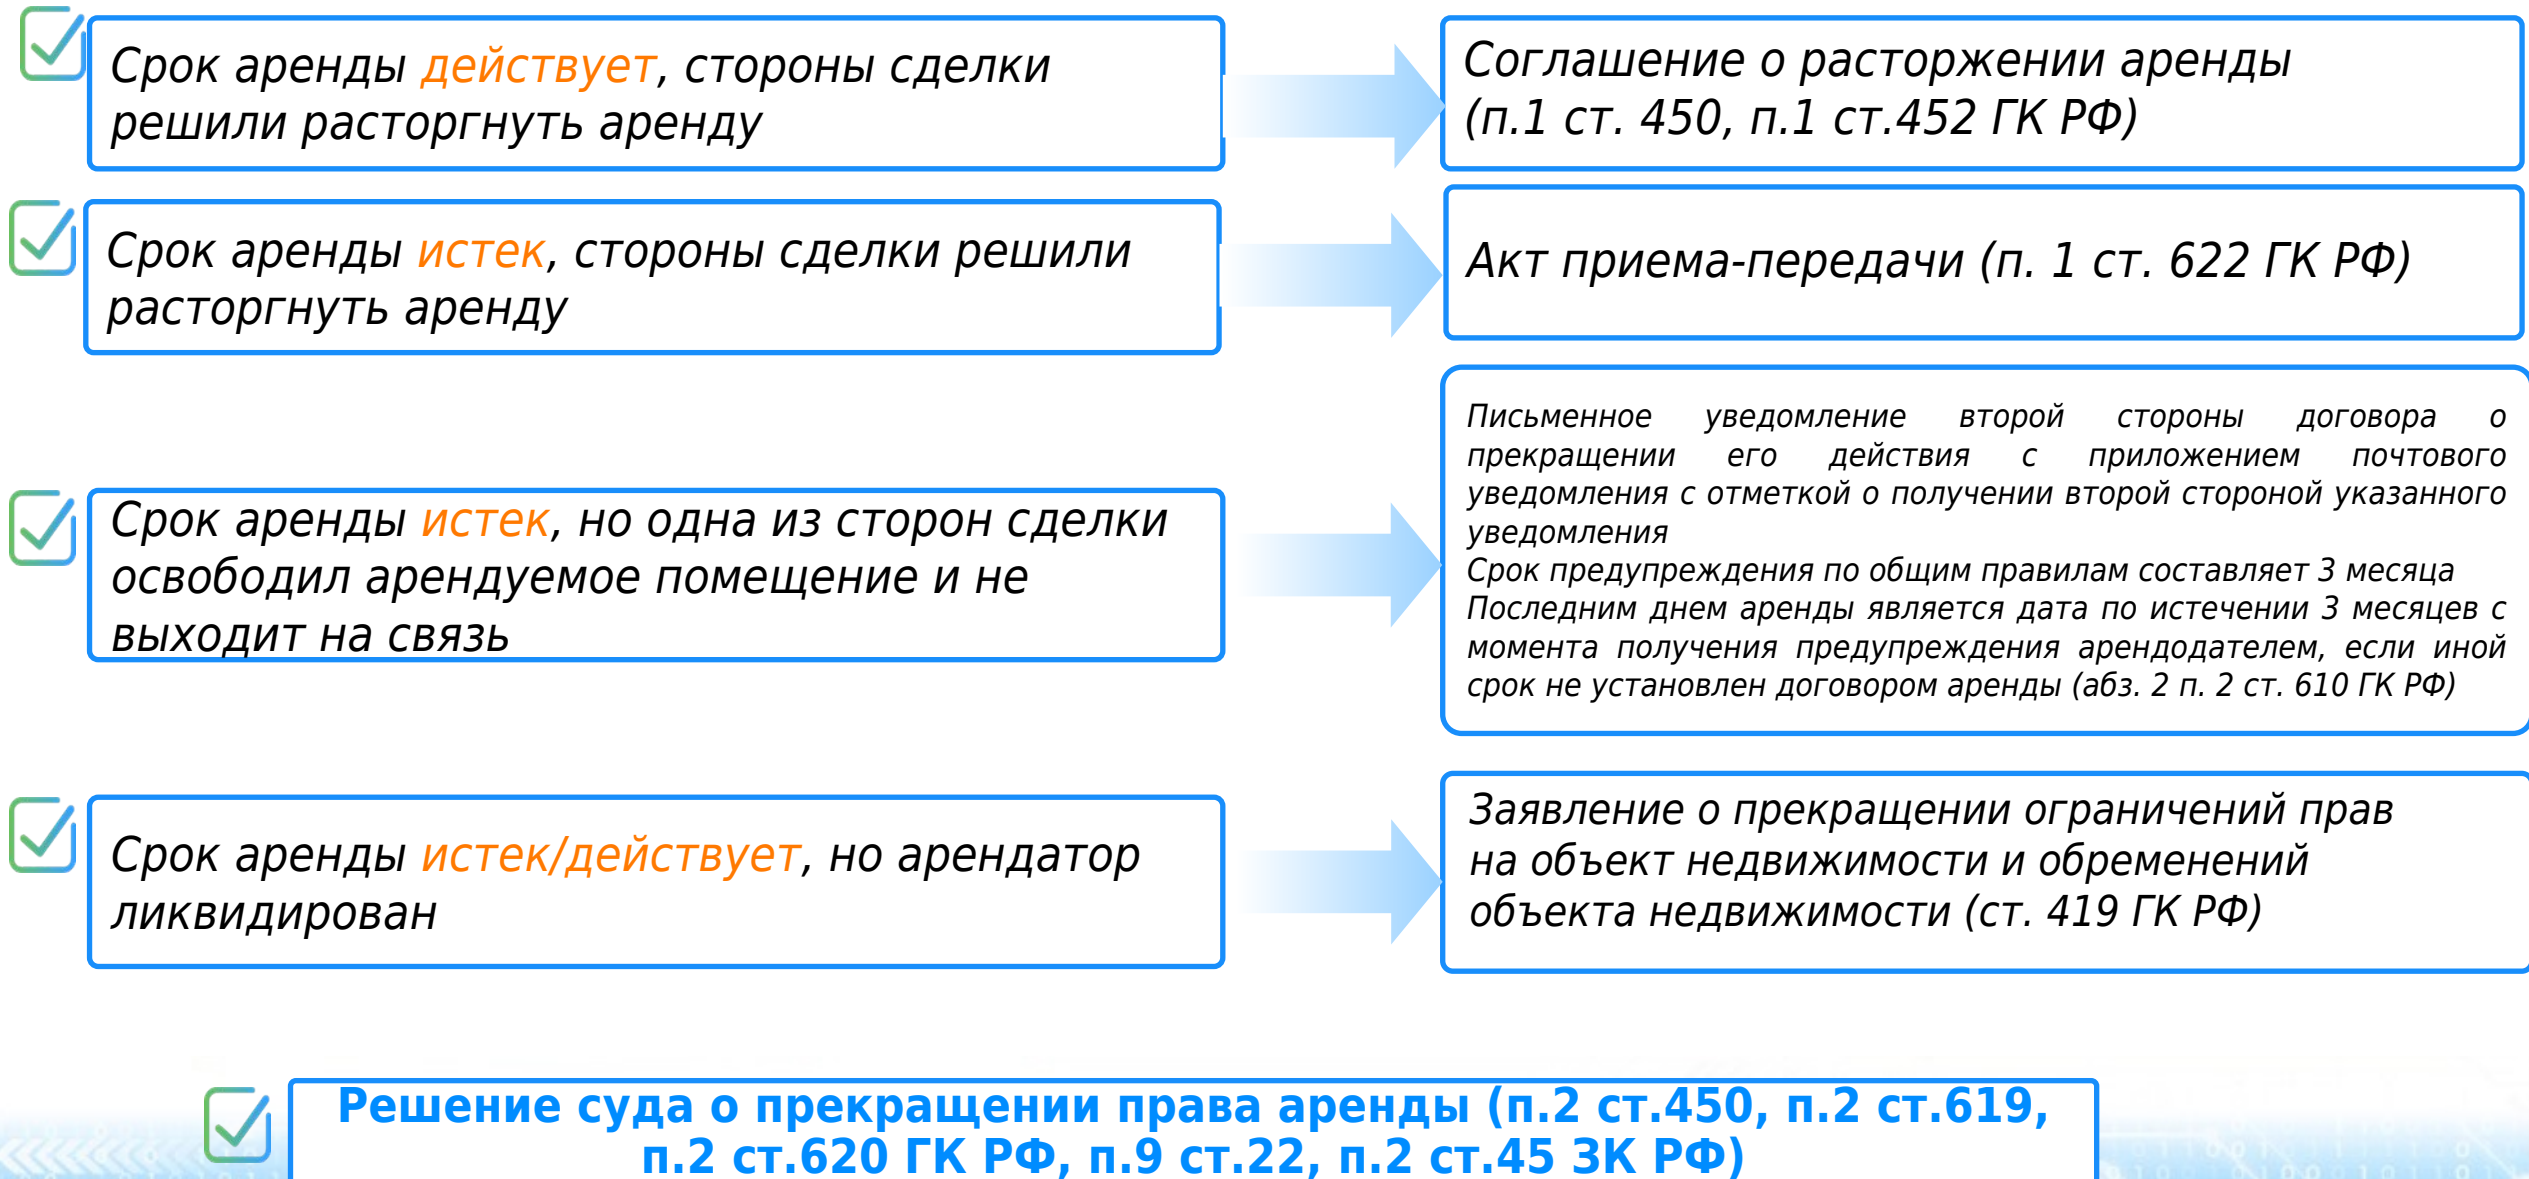 Срок аренды действует, стороны сделки
решили расторгнуть аренду
Соглашение о расторжении аренды
(п.1 ст. 450, п.1 ст.452 ГК РФ)
Срок аренды истек, стороны сделки решили
расторгнуть аренду
Акт приема-передачи (п. 1 ст. 622 ГК РФ)
Срок аренды истек, но одна из сторон сделки
освободил арендуемое помещение и не
выходит на связь
Письменное уведомление второй стороны договора о
прекращении его действия с приложением почтового
уведомления с отметкой о получении второй стороной указанного
уведомления
Срок предупреждения по общим правилам составляет 3 месяца
Последним днем аренды является дата по истечении 3 месяцев с
момента получения предупреждения арендодателем, если иной
срок не установлен договором аренды (абз. 2 п. 2 ст. 610 ГК РФ)
Срок аренды истек/действует, но арендатор
ликвидирован
Заявление о прекращении ограничений прав
на объект недвижимости и обременений
объекта недвижимости (ст. 419 ГК РФ)
Решение суда о прекращении права аренды (п.2 ст.450, п.2 ст.619,
п.2 ст.620 ГК РФ, п.9 ст.22, п.2 ст.45 ЗК РФ)